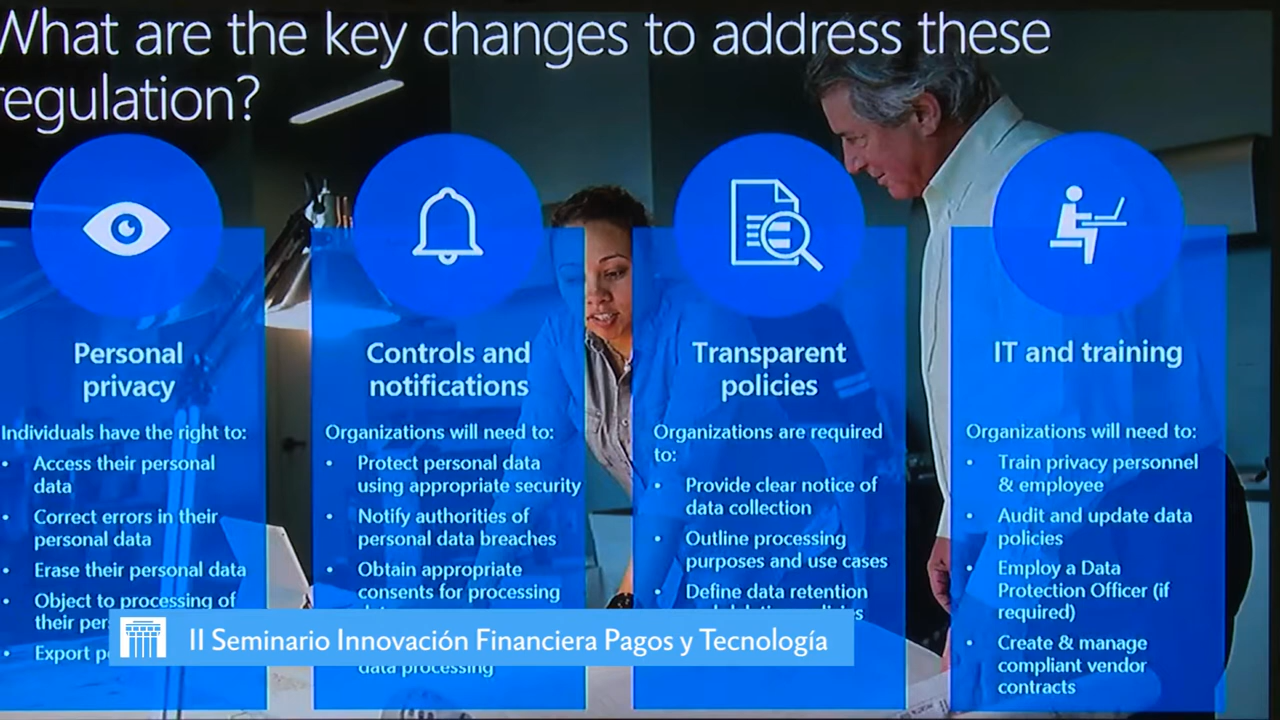 What are the key changes to address these
regulation?
Personal
privacy
Individuals have the right to:
• Access their personal
data
• Correct errors in their
personal data
• Erase their personal data
• Object to processing of
their
• Export
Controls and
notifications
Organizations will need to:
• Protect personal data
using appropriate security
• Notify authorities of
personal data breaches
• Obtain appropriate
consents for processing
data processing
Transparent
policies
Organizations are required
to:
• Provide clear notice of
data collection
• Outline processing
purposes and use cases
• Define data retention
IT and training
Organizations will need to:
• Train privacy personnel
& employee
• Audit and update data
policies
• Employ a Data
Protection Officer (if
required)
• Create & manage
compliant vendor
contracts
II Seminario Innovación Financiera Pagos y Tecnología